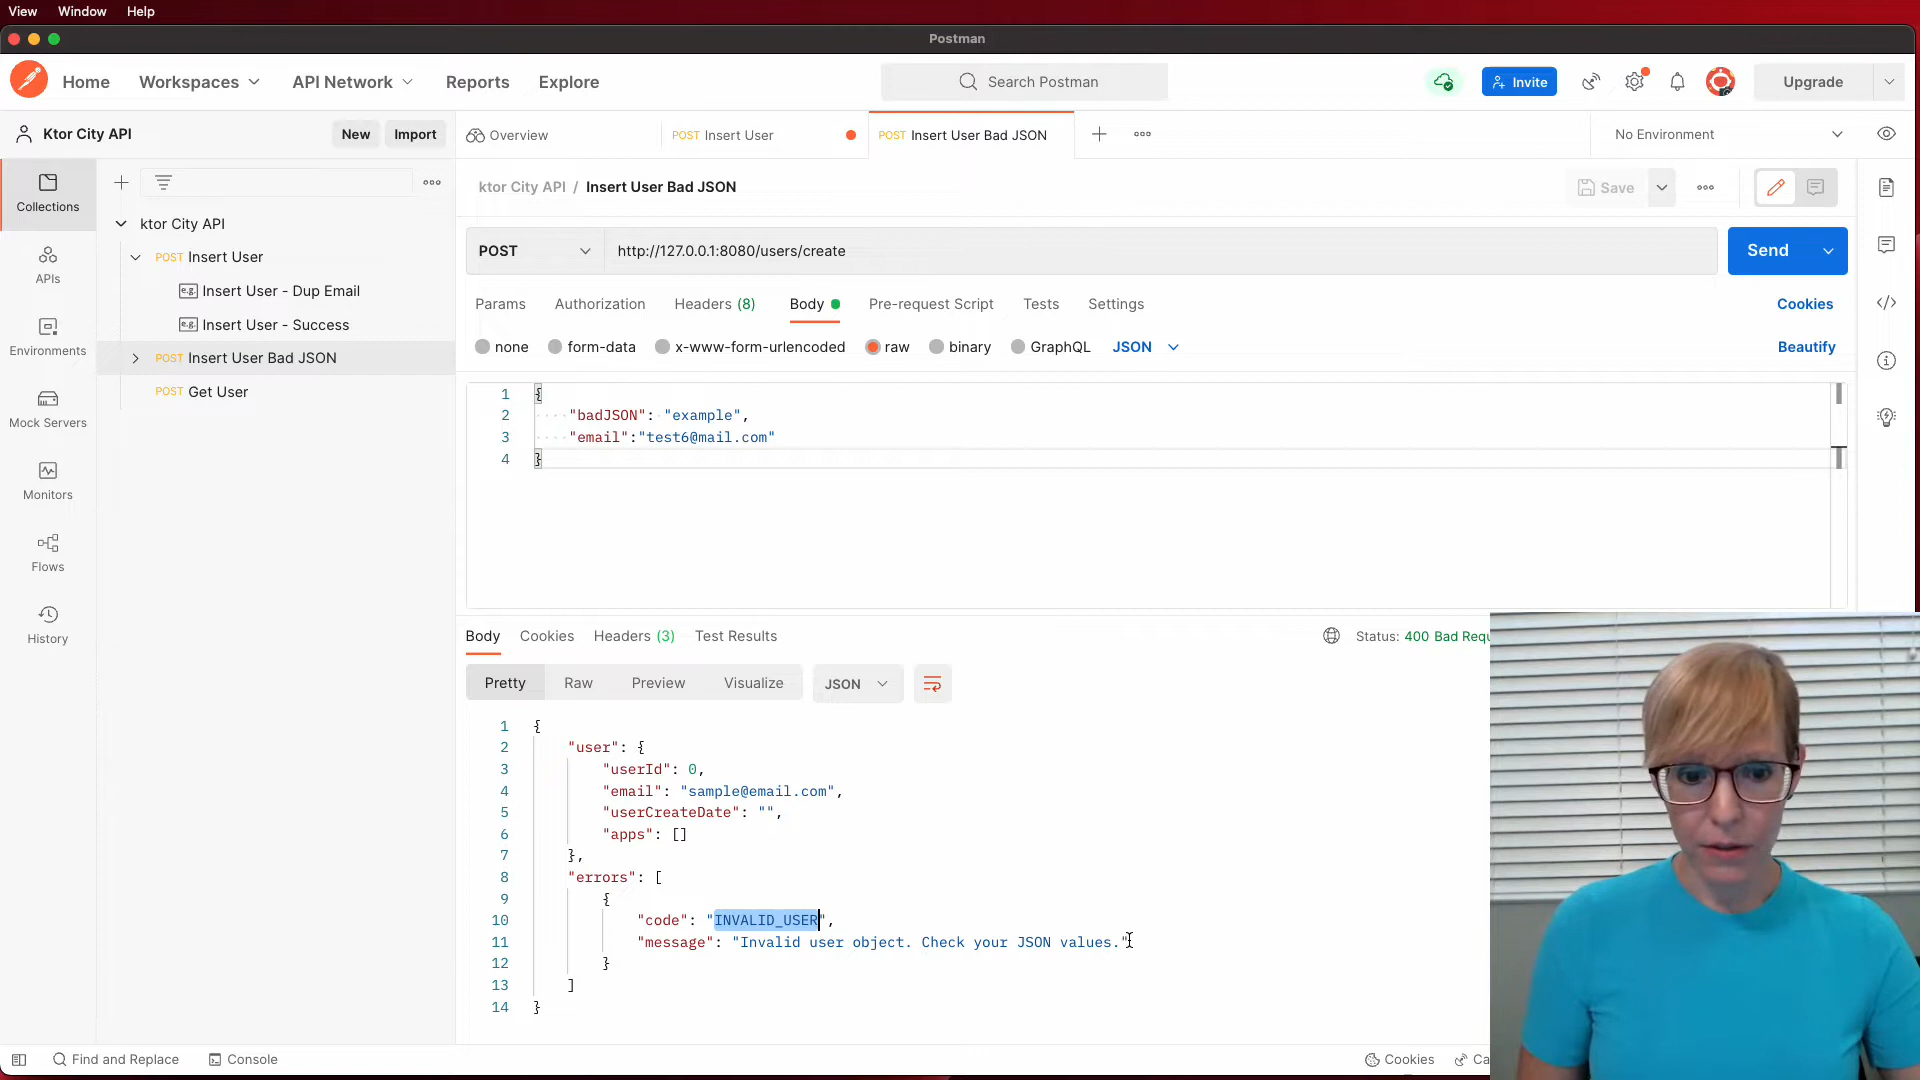 View Window Help
Postman
Home Workspaces API Network Reports Explore Search Postman Invite Upgrade
Ktor City API New Import Overview POST Insert User POST Insert User Bad JSON No Environment
ktor City API / Insert User Bad JSON Save
Collections
APIs
Environments
Mock Servers
Monitors
Flows
History
ktor City API
POST Insert User
e.g. Insert User - Dup Email
e.g. Insert User - Success
POST Insert User Bad JSON
POST Get User
POST http://127.0.0.1:8080/users/create Send
Params Authorization Headers (8) Body Pre-request Script Tests Settings Cookies
none form-data x-www-form-urlencoded raw binary GraphQL JSON Beautify
1 {
2 "badJSON": "example",
3 "email":"test6@mail.com"
4 }
Body Cookies Headers (3) Test Results Status: 400 Bad Requ
Pretty Raw Preview Visualize JSON
1 {
2 "user": {
3 "userId": 0,
4 "email": "sample@email.com",
5 "userCreateDate": "",
6 "apps": []
7 },
8 "errors": [
9 {
10 "code": "INVALID_USER",
11 "message": "Invalid user object. Check your JSON values."
12 }
13 ]
14 }
Find and Replace Console Cookies Ca